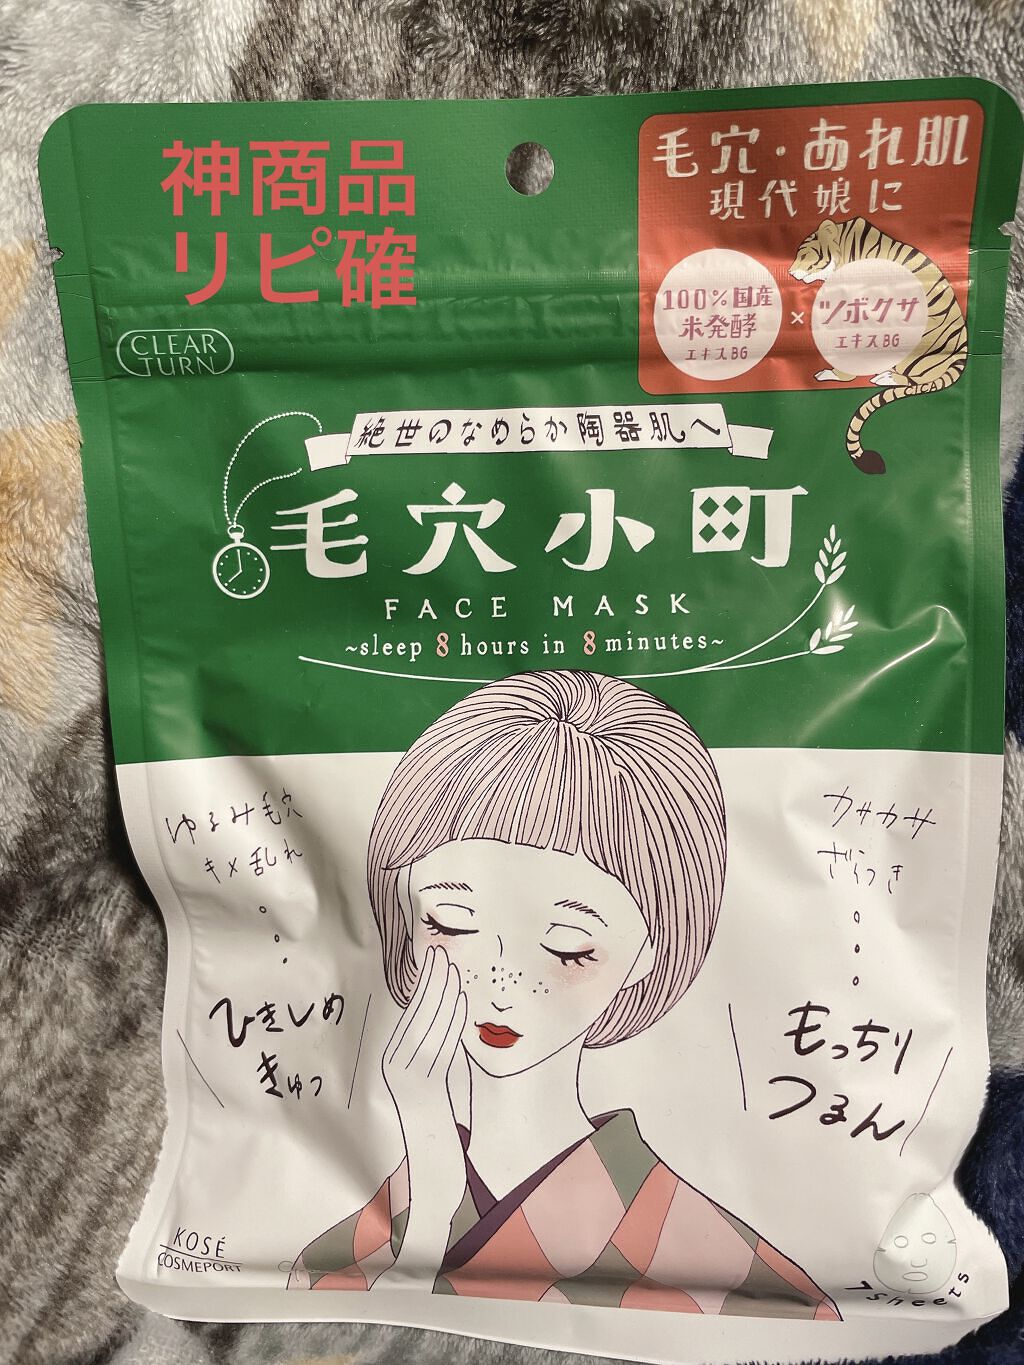 神商品
リピ確
毛穴・あれ肌
現代娘に
100%国産
米発酵
エキスBG
×
ツボクサ
エキスBG
CICA
CLEAR
TURN
絶世のなめらか陶器肌へ
毛穴小町
FACE MASK
~sleep 8 hours in 8 minutes~
ゆるみ毛穴
キメ乱れ
ひきしめ
きゅっ
カサカサ
ざらつき
もっちり
つるん
KOSÉ
COSMEPORT
7sheets